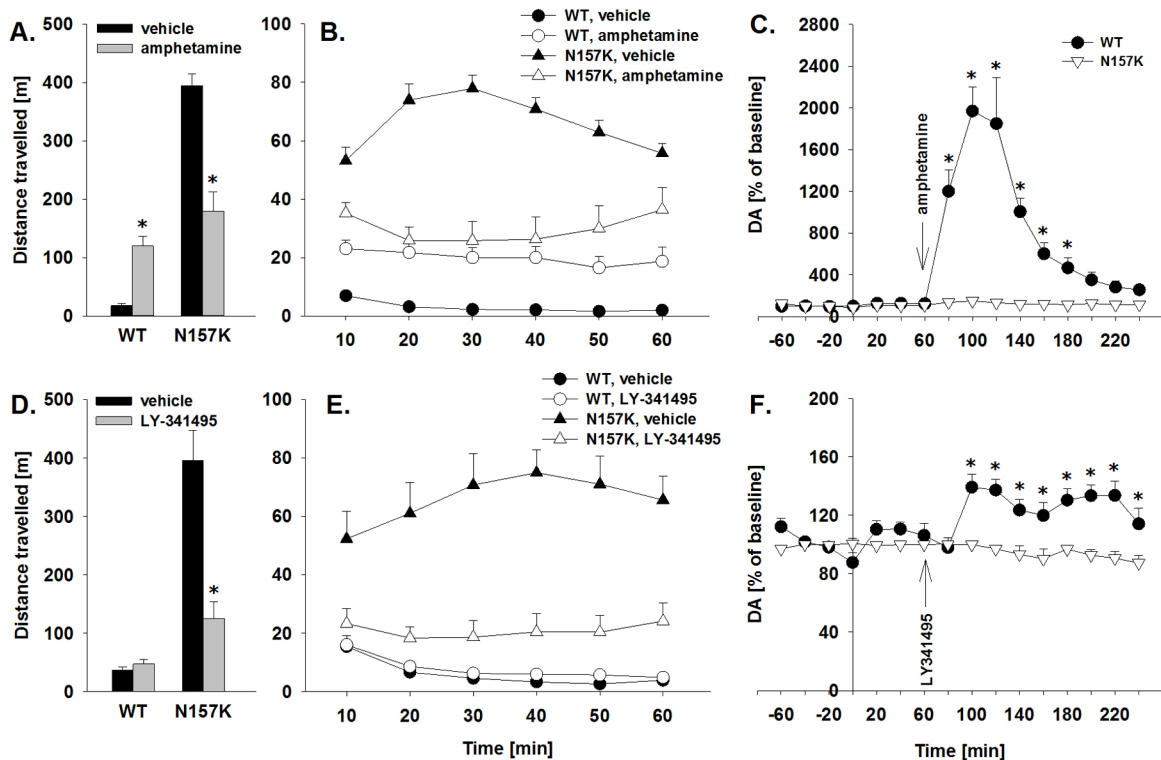 A.
vehicle
amphetamine
Distance travelled [m]
500
400
300
200
100
0
*
*
WT N157K
B.
WT, vehicle
WT, amphetamine
N157K, vehicle
N157K, amphetamine
100
80
60
40
20
0
10 20 30 40 50 60
C.
WT
N157K
DA [% of baseline]
2800
2400
2000
1600
1200
800
400
0
amphetamine
* * * * * *
-60 -20 20 60 100 140 180 220
D.
vehicle
LY-341495
Distance travelled [m]
500
400
300
200
100
0
*
WT N157K
E.
WT, vehicle
WT, LY-341495
N157K, vehicle
N157K, LY-341495
100
80
60
40
20
0
10 20 30 40 50 60
Time [min]
F.
DA [% of baseline]
200
160
120
80
40
0
LY341495
* * * * * * * *
-60 -20 20 60 100 140 180 220
Time [min]